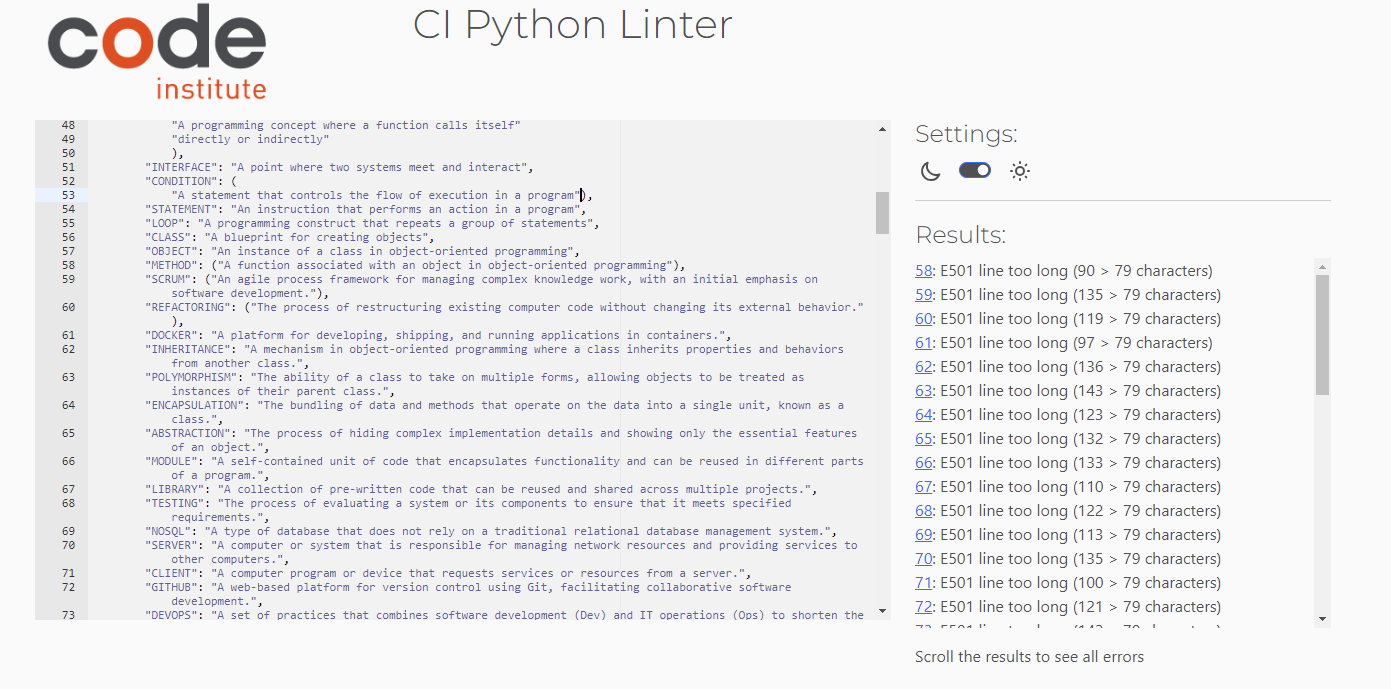 code
institute
CI Python Linter
48 "A programming concept where a function calls itself"
49 "directly or indirectly"
50 ),
51 "INTERFACE": "A point where two systems meet and interact",
52 "CONDITION": (
53 "A statement that controls the flow of execution in a program"),
54 "STATEMENT": "An instruction that performs an action in a program",
55 "LOOP": "A programming construct that repeats a group of statements",
56 "CLASS": "A blueprint for creating objects",
57 "OBJECT": "An instance of a class in object-oriented programming",
58 "METHOD": ("A function associated with an object in object-oriented programming"),
59 "SCRUM": ("An agile process framework for managing complex knowledge work, with an initial emphasis on
software development."),
60 "REFACTORING": ("The process of restructuring existing computer code without changing its external behavior."
),
61 "DOCKER": "A platform for developing, shipping, and running applications in containers.",
62 "INHERITANCE": "A mechanism in object-oriented programming where a class inherits properties and behaviors
from another class.",
63 "POLYMORPHISM": "The ability of a class to take on multiple forms, allowing objects to be treated as
instances of their parent class.",
64 "ENCAPSULATION": "The bundling of data and methods that operate on the data into a single unit, known as a
class.",
65 "ABSTRACTION": "The process of hiding complex implementation details and showing only the essential features
of an object.",
66 "MODULE": "A self-contained unit of code that encapsulates functionality and can be reused in different parts
of a program.",
67 "LIBRARY": "A collection of pre-written code that can be reused and shared across multiple projects.",
68 "TESTING": "The process of evaluating a system or its components to ensure that it meets specified
requirements.",
69 "NOSQL": "A type of database that does not rely on a traditional relational database management system.",
70 "SERVER": "A computer or system that is responsible for managing network resources and providing services to
other computers.",
71 "CLIENT": "A computer program or device that requests services or resources from a server.",
72 "GITHUB": "A web-based platform for version control using Git, facilitating collaborative software
development.",
73 "DEVOPS": "A set of practices that combines software development (Dev) and IT operations (Ops) to shorten the
Settings:
Results:
58: E501 line too long (90 > 79 characters)
59: E501 line too long (135 > 79 characters)
60: E501 line too long (119 > 79 characters)
61: E501 line too long (97 > 79 characters)
62: E501 line too long (136 > 79 characters)
63: E501 line too long (143 > 79 characters)
64: E501 line too long (123 > 79 characters)
65: E501 line too long (132 > 79 characters)
66: E501 line too long (133 > 79 characters)
67: E501 line too long (110 > 79 characters)
68: E501 line too long (122 > 79 characters)
69: E501 line too long (113 > 79 characters)
70: E501 line too long (135 > 79 characters)
71: E501 line too long (100 > 79 characters)
72: E501 line too long (121 > 79 characters)
Scroll the results to see all errors